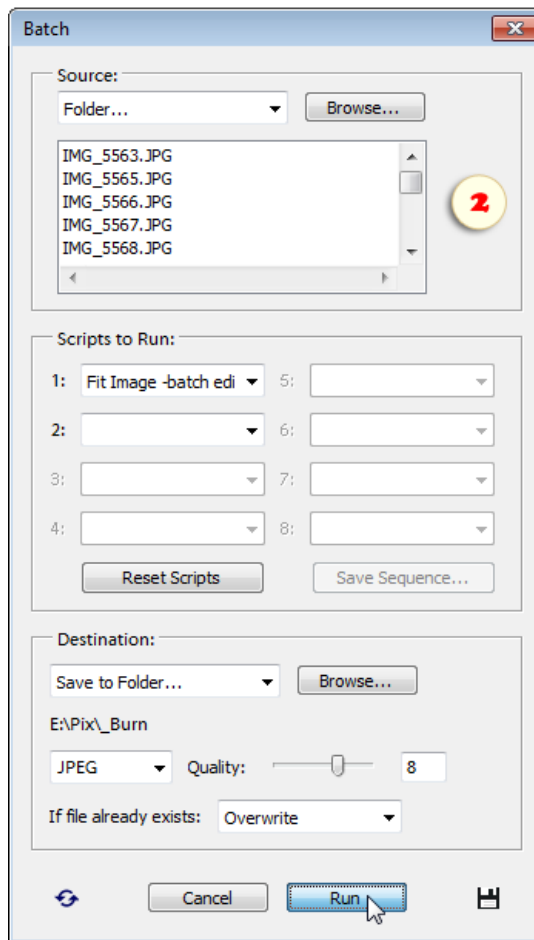 Batch
Source:
Folder... Browse...
IMG_5563.JPG
IMG_5565.JPG
IMG_5566.JPG
IMG_5567.JPG
IMG_5568.JPG
2
Scripts to Run:
1: Fit Image -batch edi 5:
2: 6:
3: 7:
4: 8:
Reset Scripts Save Sequence...
Destination:
Save to Folder... Browse...
E:\Pix\_Burn
JPEG Quality: 8
If file already exists: Overwrite
Cancel Run